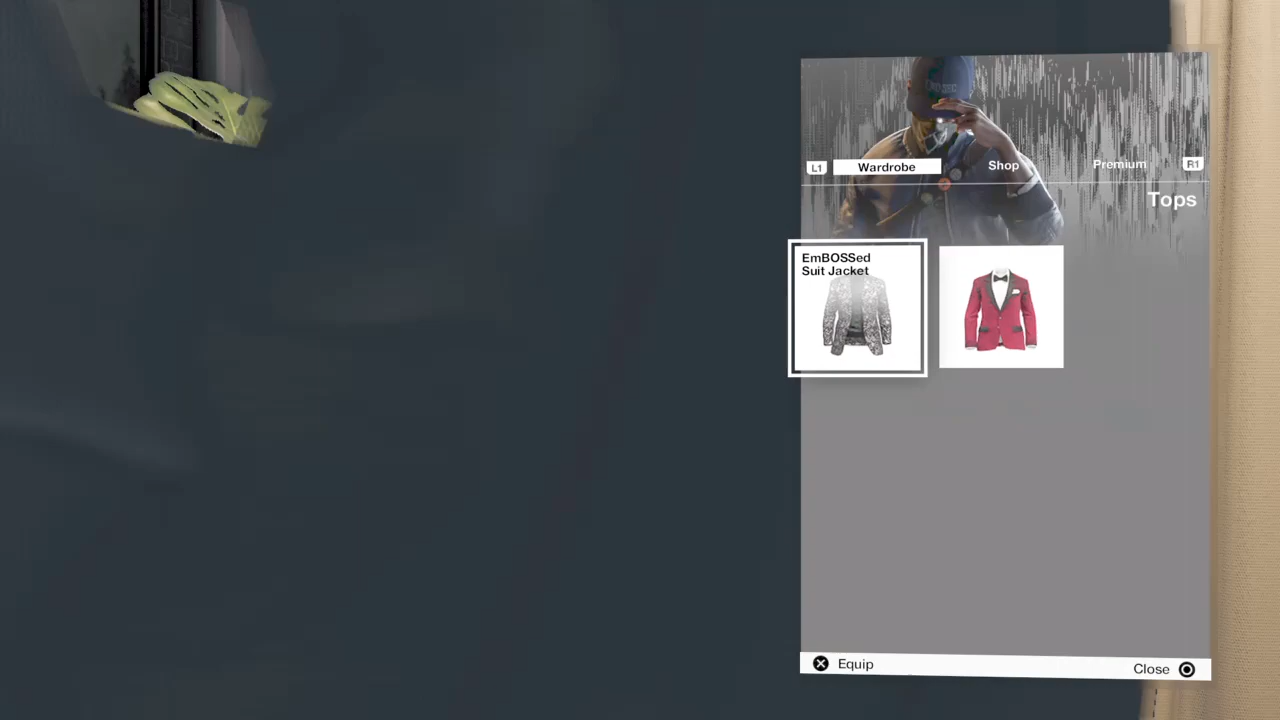 L1 Wardrobe Shop Premium R1
Tops
EmBOSSed
Suit Jacket
Equip Close